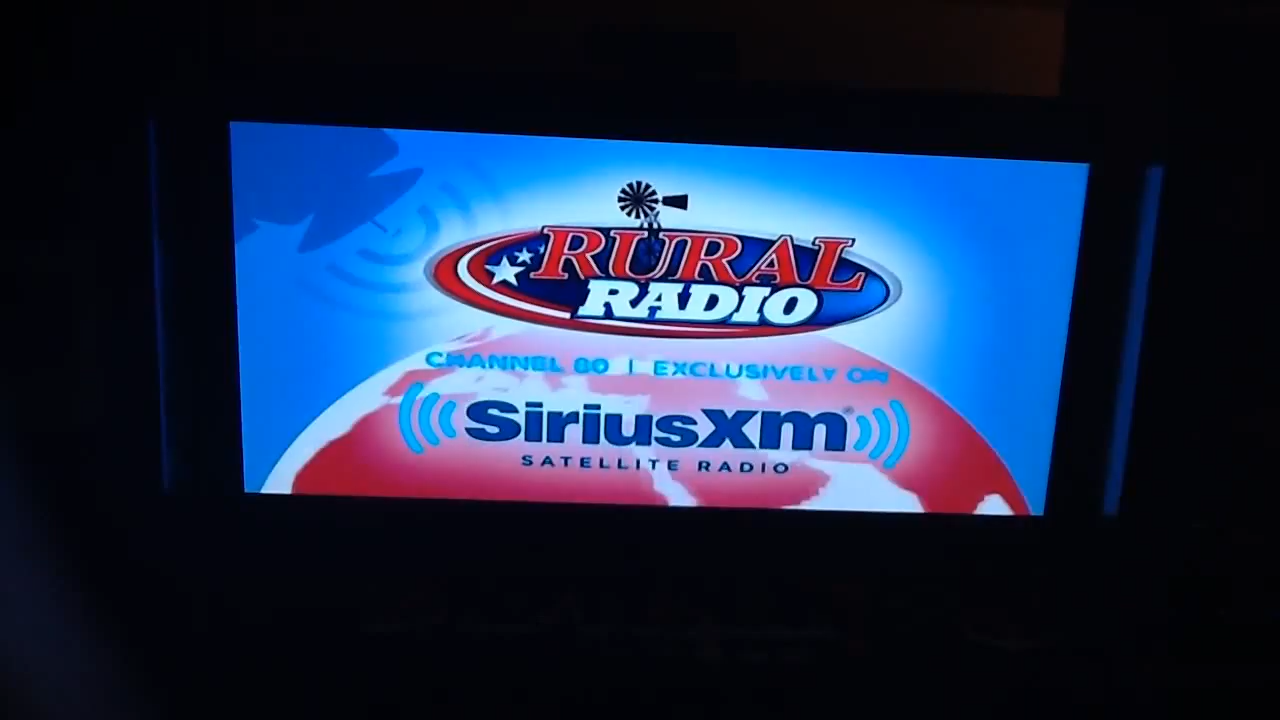 RURAL
RADIO
CHANNEL 80 | EXCLUSIVELY ON
SiriusXm
SATELLITE RADIO